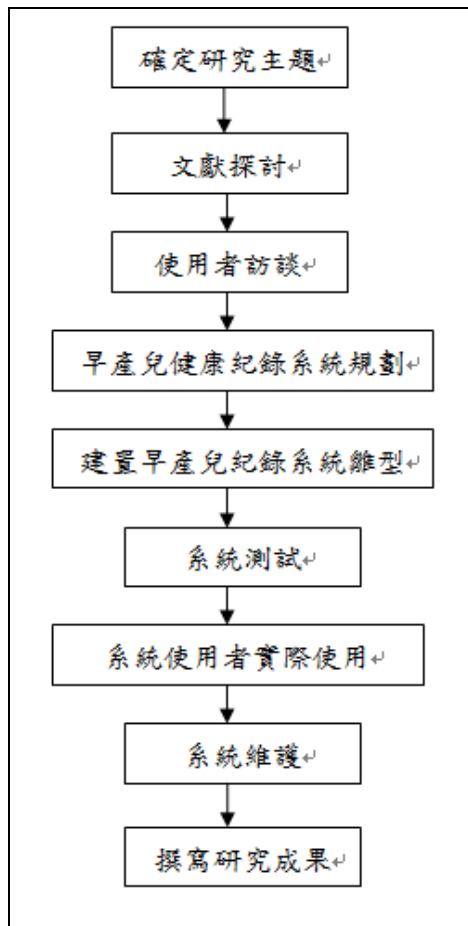 確定研究主題
文獻探討
使用者訪談
早產兒健康紀錄系統規劃
建置早產兒紀錄系統雛型
系統測試
系統使用者實際使用
系統維護
撰寫研究成果